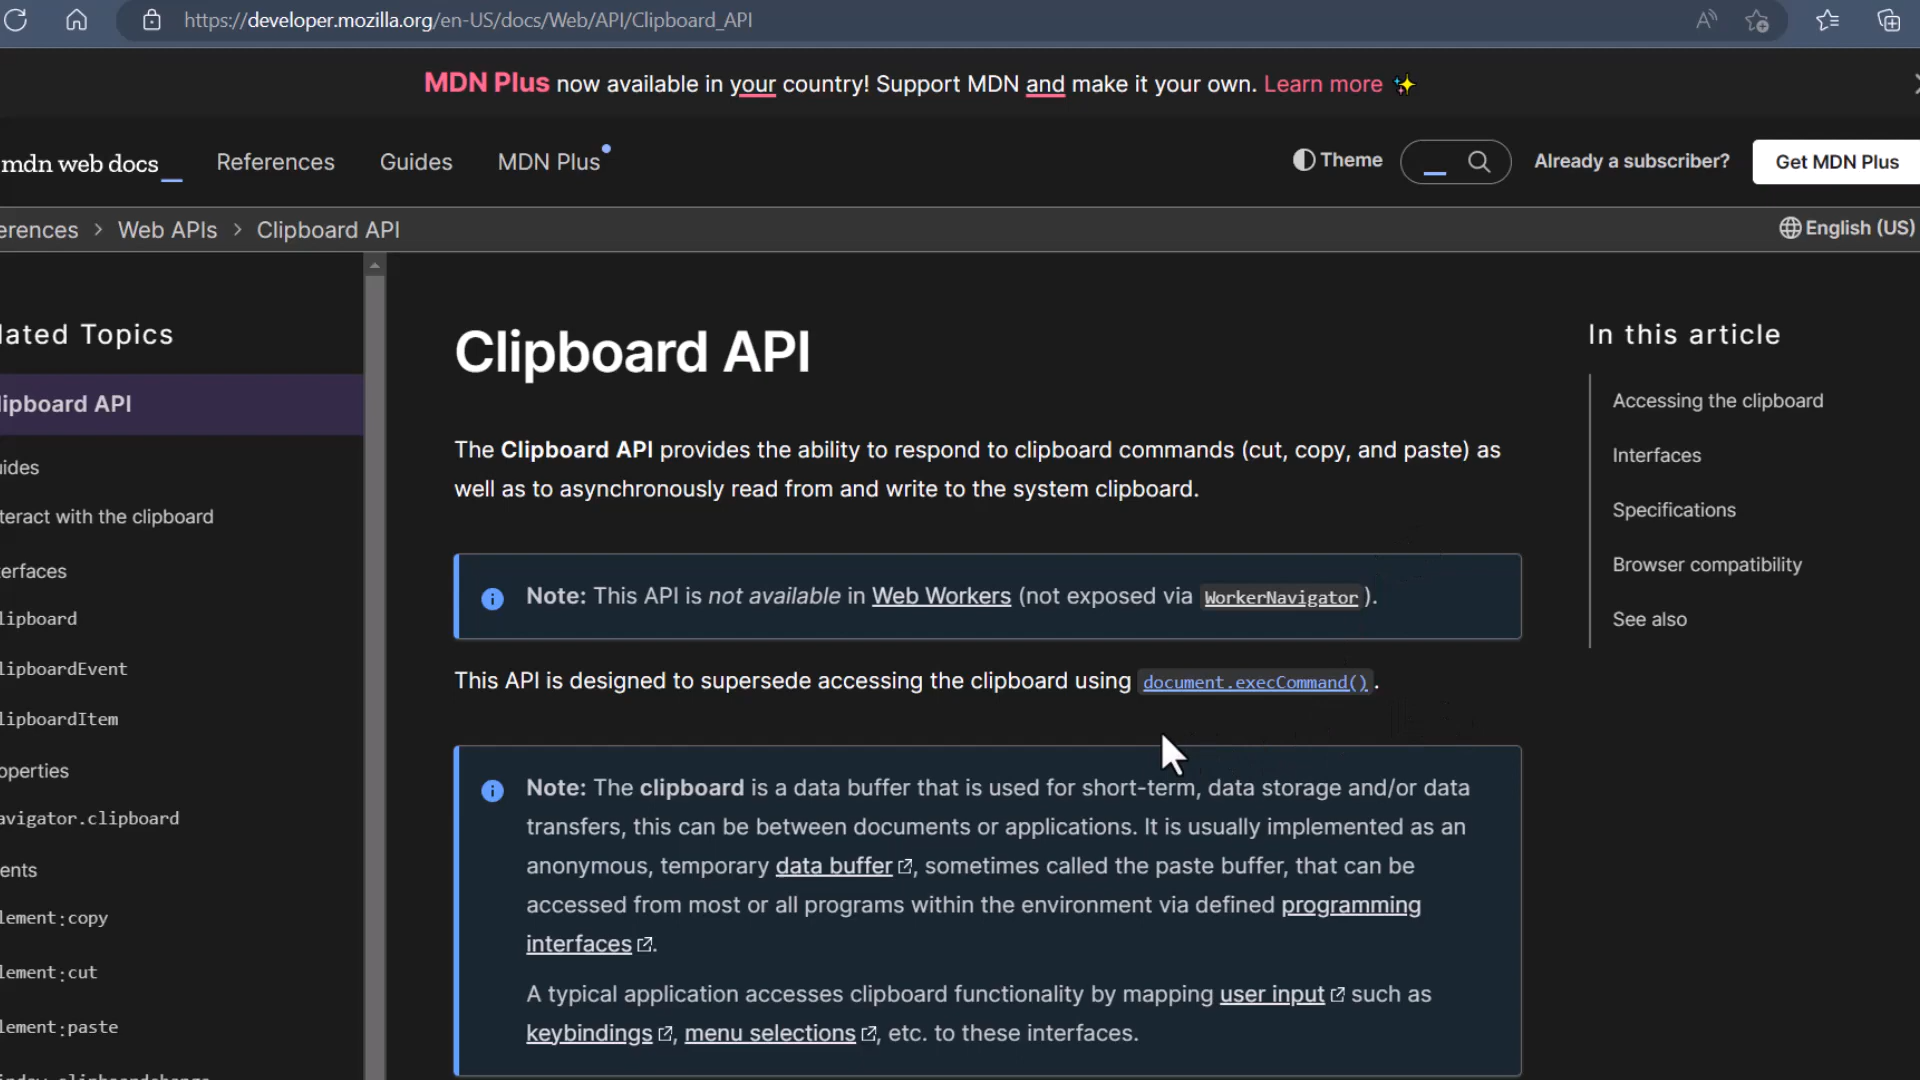 https://developer.mozilla.org/en-US/docs/Web/API/Clipboard_API
MDN Plus now available in your country! Support MDN and make it your own. Learn more ✨
mdn web docs_
References
Guides
MDN Plus
Theme
Already a subscriber?
Get MDN Plus
erences > Web APIs > Clipboard API
English (US)
lated Topics
lipboard API
uides
teract with the clipboard
erfaces
lipboard
lipboardEvent
lipboardItem
operties
avigator.clipboard
ents
lement:copy
lement:cut
lement:paste
Clipboard API
The Clipboard API provides the ability to respond to clipboard commands (cut, copy, and paste) as
well as to asynchronously read from and write to the system clipboard.
Note: This API is not available in Web Workers (not exposed via WorkerNavigator ).
This API is designed to supersede accessing the clipboard using document.execCommand() .
Note: The clipboard is a data buffer that is used for short-term, data storage and/or data
transfers, this can be between documents or applications. It is usually implemented as an
anonymous, temporary data buffer, sometimes called the paste buffer, that can be
accessed from most or all programs within the environment via defined programming
interfaces.
A typical application accesses clipboard functionality by mapping user input such as
keybindings, menu selections, etc. to these interfaces.
In this article
Accessing the clipboard
Interfaces
Specifications
Browser compatibility
See also